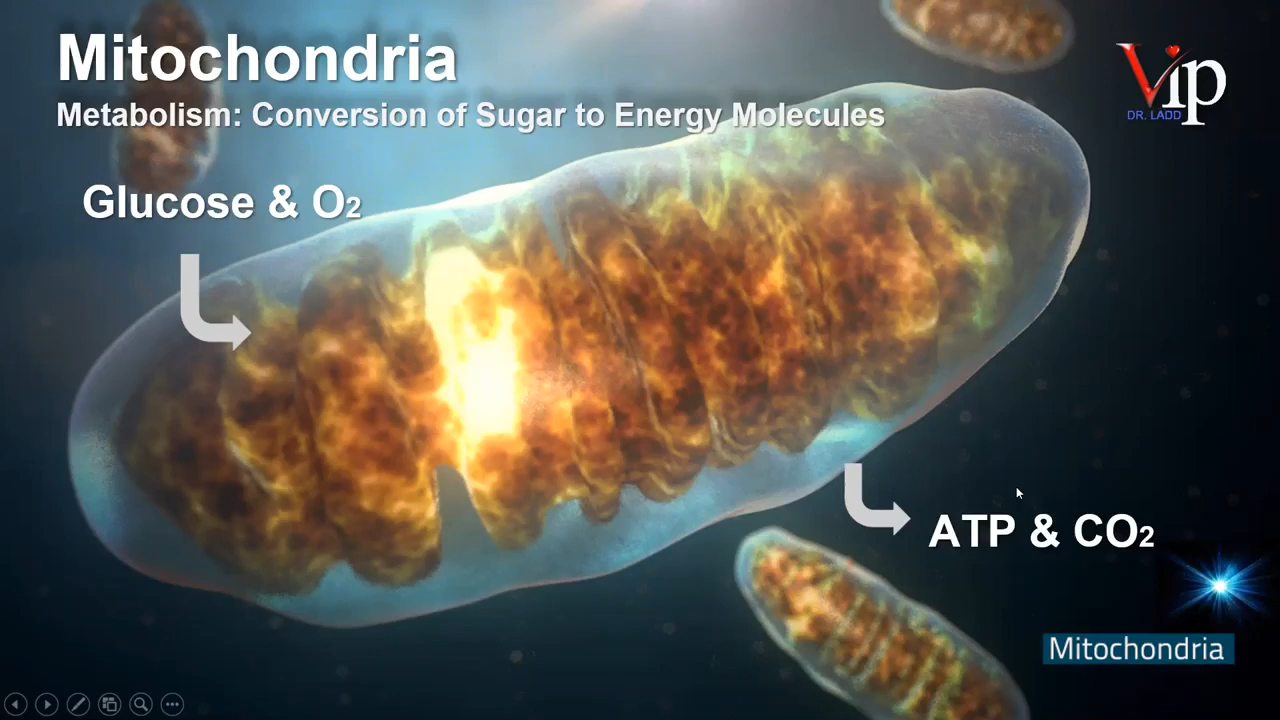 Mitochondria
Metabolism: Conversion of Sugar to Energy Molecules
Vip
DR. LADD
Glucose & O₂
ATP & CO₂
Mitochondria